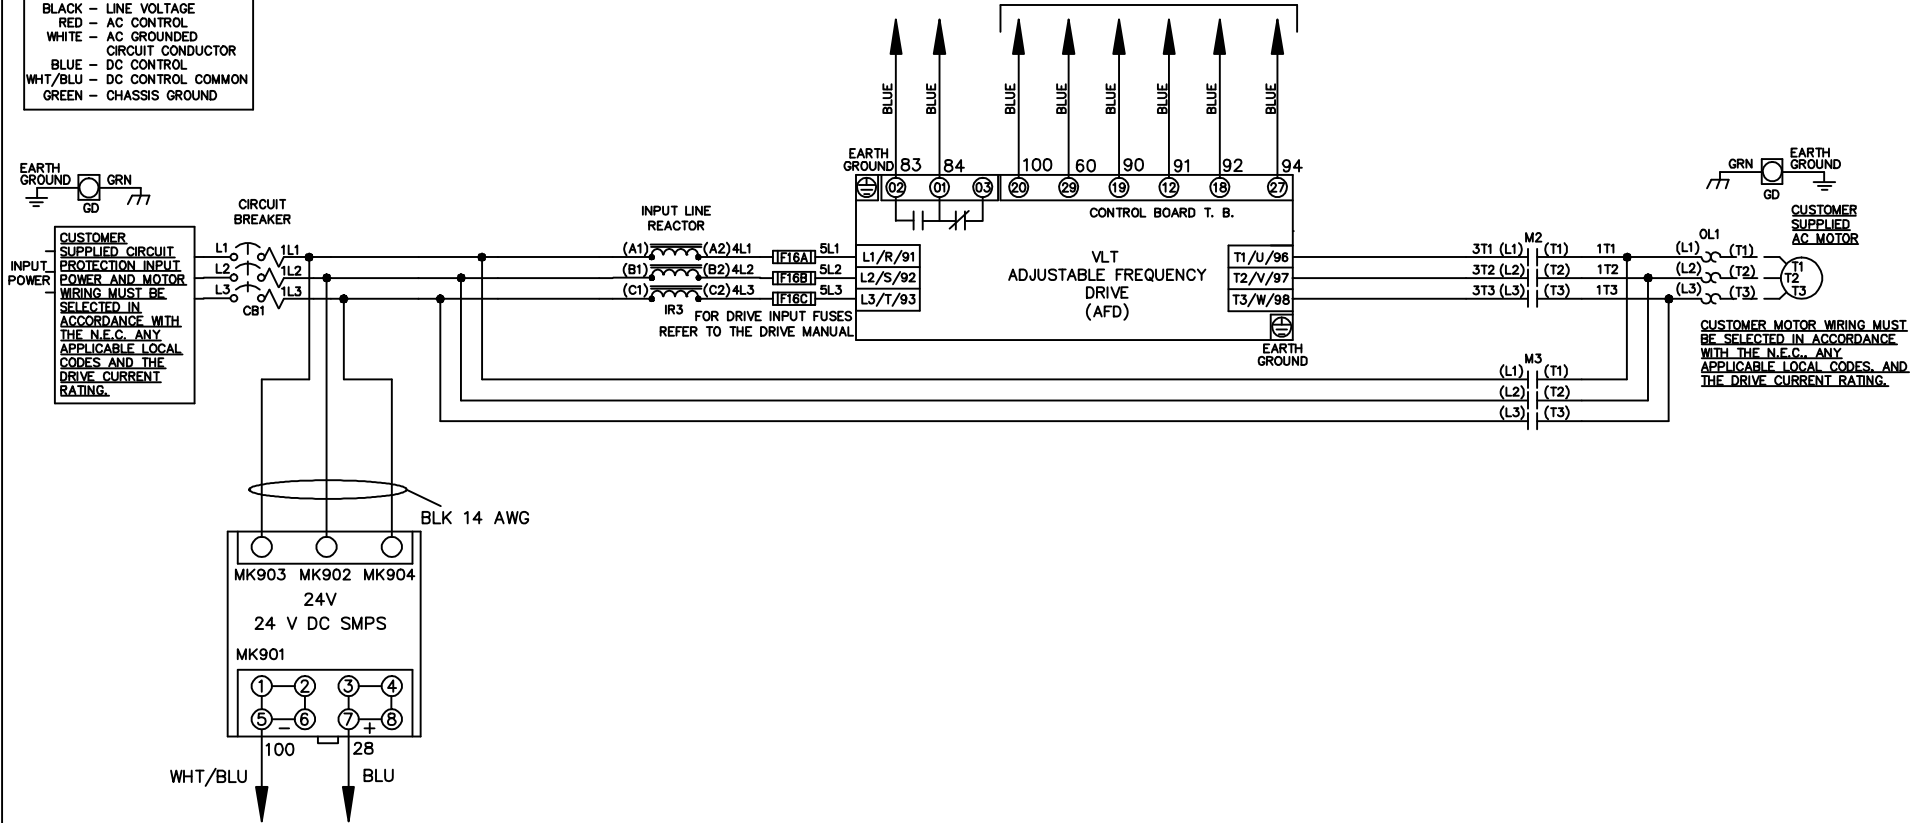 BLACK – LINE VOLTAGE
RED – AC CONTROL
WHITE – AC GROUNDED
CIRCUIT CONDUCTOR
BLUE – DC CONTROL
WHT/BLU – DC CONTROL COMMON
GREEN – CHASSIS GROUND
BLUE
BLUE
BLUE
BLUE
BLUE
BLUE
BLUE
BLUE
EARTH
GROUND
GRN
GD
EARTH
GROUND
83
84
100
60
90
91
92
94
02
01
03
20
29
19
12
18
27
CONTROL BOARD T. B.
GRN
EARTH
GROUND
GD
INPUT
POWER
CUSTOMER
SUPPLIED CIRCUIT
PROTECTION INPUT
POWER AND MOTOR
WIRING MUST BE
SELECTED IN
ACCORDANCE WITH
THE N.E.C. ANY
APPLICABLE LOCAL
CODES AND THE
DRIVE CURRENT
RATING.
CIRCUIT
BREAKER
L1
1L1
L2
1L2
L3
1L3
CB1
INPUT LINE
REACTOR
(A1)
(A2)
4L1
F16A
5L1
(B1)
(B2)
4L2
F16B
5L2
(C1)
(C2)
4L3
F16C
5L3
IR3
FOR DRIVE INPUT FUSES
REFER TO THE DRIVE MANUAL
L1/R/91
L2/S/92
L3/T/93
VLT
ADJUSTABLE FREQUENCY
DRIVE
(AFD)
T1/U/96
T2/V/97
T3/W/98
EARTH
GROUND
M2
3T1 (L1) (T1) 1T1
3T2 (L2) (T2) 1T2
3T3 (L3) (T3) 1T3
OL1
(L1) (T1)
(L2) (T2)
(L3) (T3)
CUSTOMER
SUPPLIED
AC MOTOR
T1
T2
T3
CUSTOMER MOTOR WIRING MUST
BE SELECTED IN ACCORDANCE
WITH THE N.E.C., ANY
APPLICABLE LOCAL CODES, AND
THE DRIVE CURRENT RATING.
M3
(L1) (T1)
(L2) (T2)
(L3) (T3)
BLK 14 AWG
MK903 MK902 MK904
24V
24 V DC SMPS
MK901
1 2 3 4
5 – 6 7 + 8
100
28
WHT/BLU
BLU